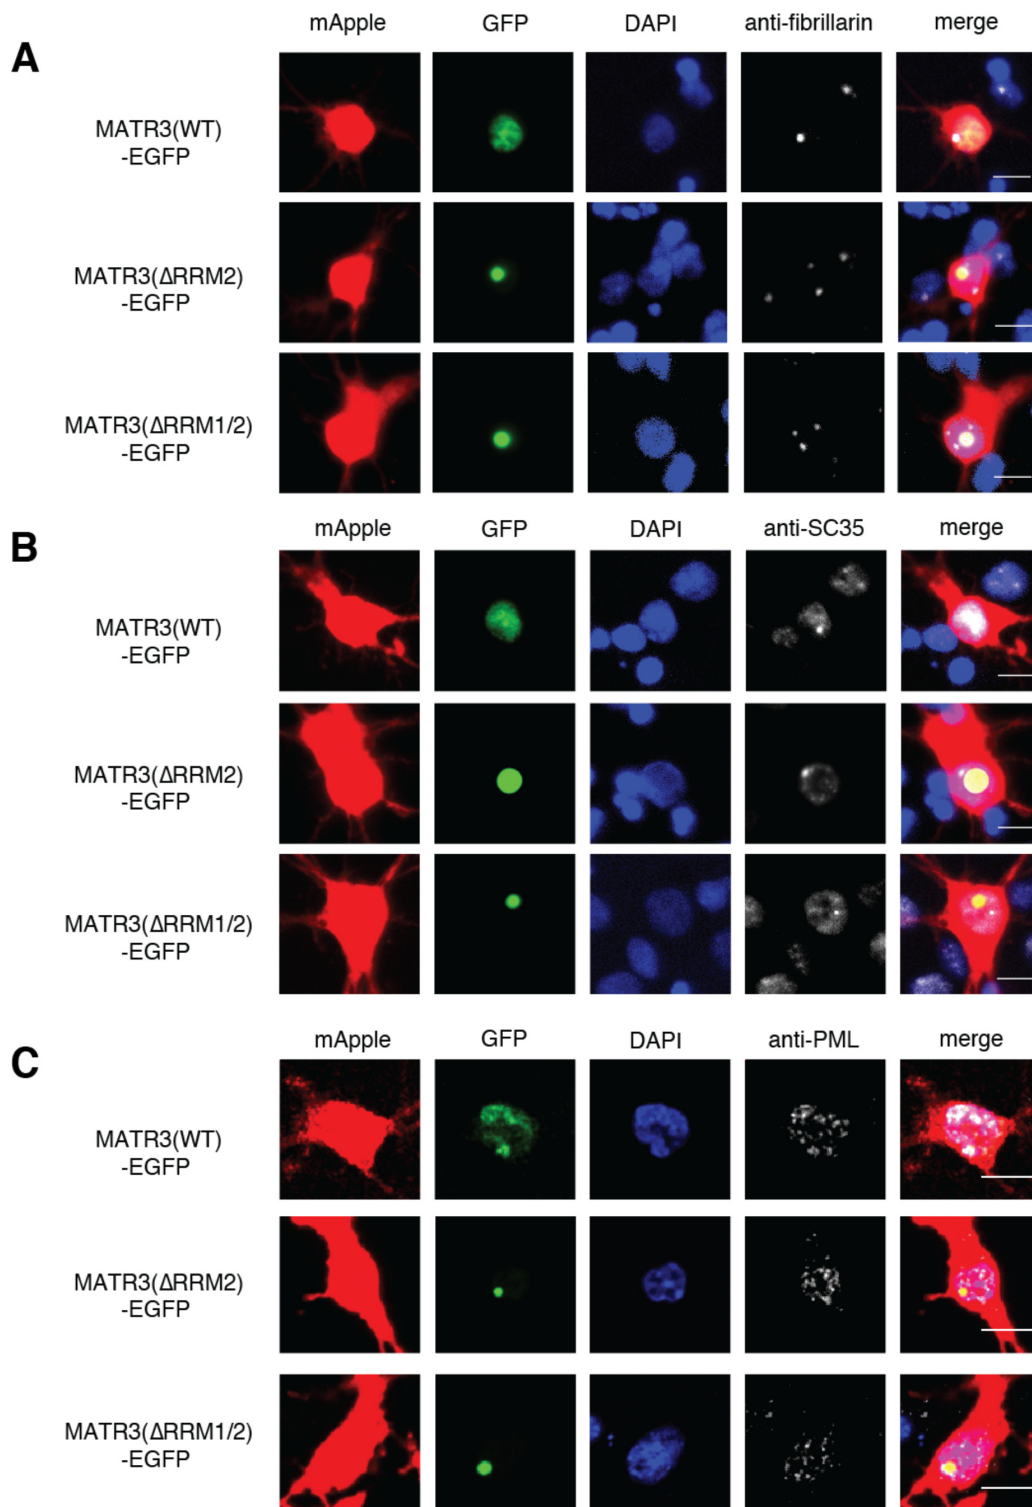 A
mApple GFP DAPI anti-fibrillarin merge
MATR3(WT)
-EGFP
MATR3(ΔRRM2)
-EGFP
MATR3(ΔRRM1/2)
-EGFP
B
mApple GFP DAPI anti-SC35 merge
MATR3(WT)
-EGFP
MATR3(ΔRRM2)
-EGFP
MATR3(ΔRRM1/2)
-EGFP
C
mApple GFP DAPI anti-PML merge
MATR3(WT)
-EGFP
MATR3(ΔRRM2)
-EGFP
MATR3(ΔRRM1/2)
-EGFP